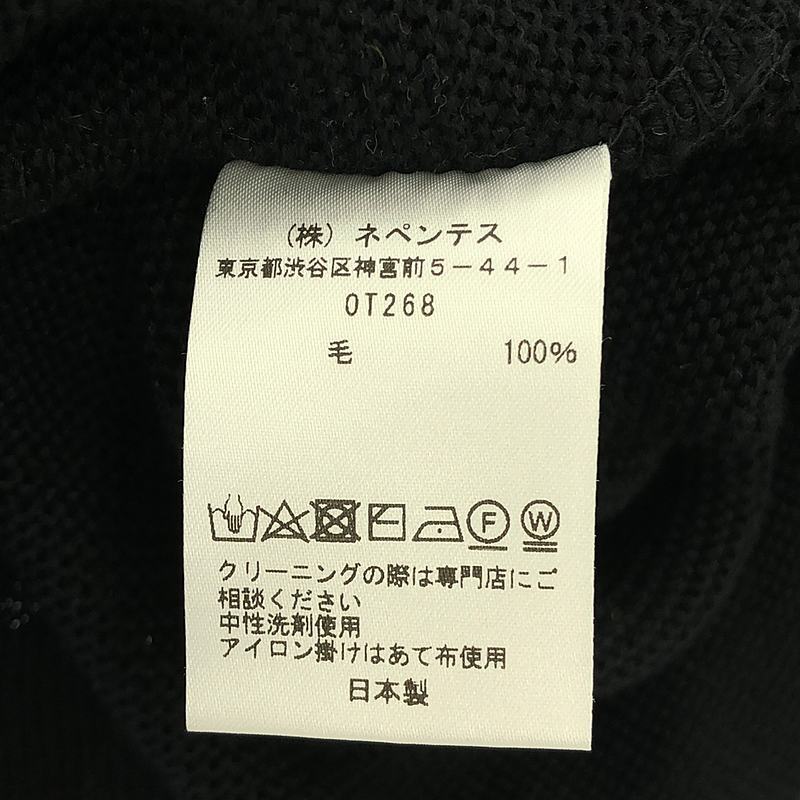 （株）ネペンテス
東京都渋谷区神宮前５－４４－１
OT268
毛 100%
F W
クリーニングの際は専門店にご
相談ください
中性洗剤使用
アイロン掛けはあて布使用
日本製